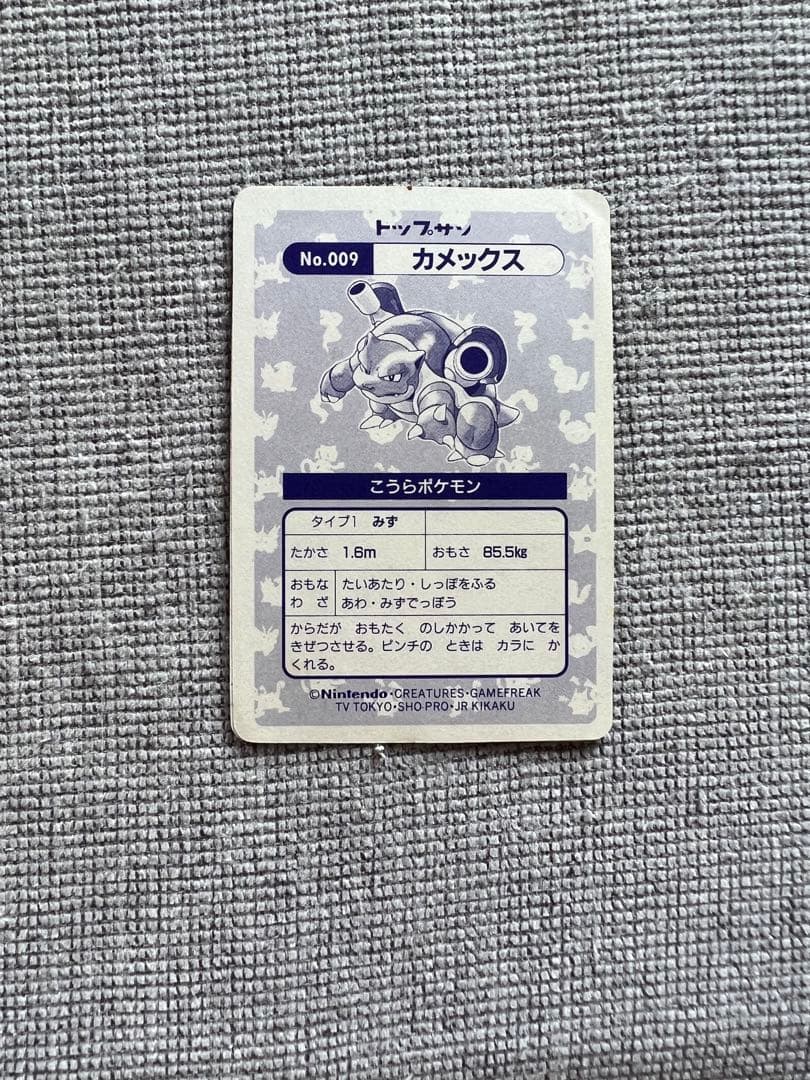 トップサン
No.009 カメックス
こうらポケモン
タイプ1 みず
たかさ 1.6m おもさ 85.5kg
おもな わざ たいあたり・しっぽをふる
あわ・みずでっぽう
からだが おもたく のしかかって あいてを
きぜつさせる。ピンチの ときは カラに か
くれる。
©Nintendo・CREATURES・GAMEFREAK
TV TOKYO・SHO-PRO・JR KIKAKU